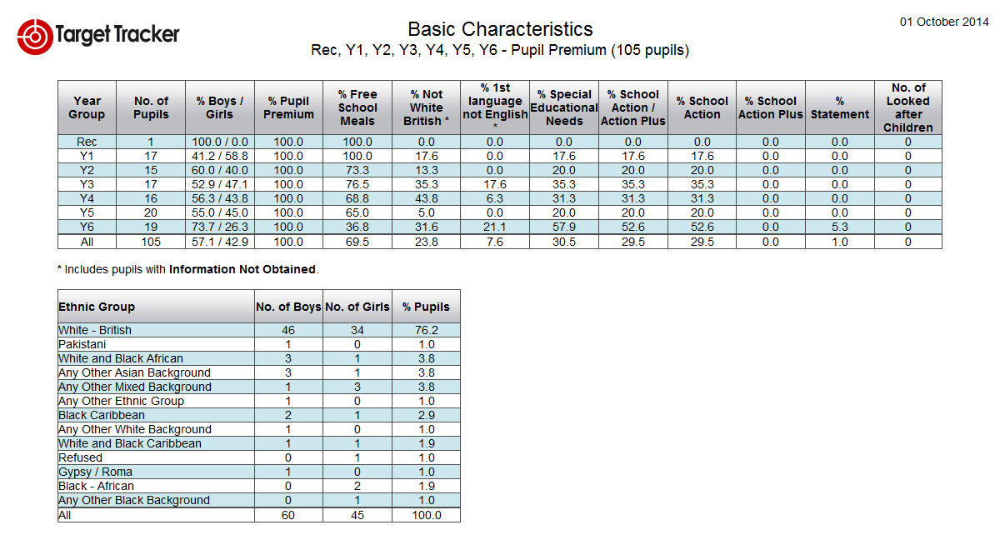 Target Tracker
Basic Characteristics
01 October 2014
Rec, Y1, Y2, Y3, Y4, Y5, Y6 - Pupil Premium (105 pupils)
Year Group | No. of Pupils | % Boys / Girls | % Pupil Premium | % Free School Meals | % Not White British * | % 1st language not English * | % Special Educational Needs | % School Action / Action Plus | % School Action | % School Action Plus | % Statement | No. of Looked after Children
Rec 1 100.0 / 0.0 100.0 100.0 0.0 0.0 0.0 0.0 0.0 0.0 0.0 0
Y1 17 41.2 / 58.8 100.0 100.0 17.6 0.0 17.6 17.6 17.6 0.0 0.0 0
Y2 15 60.0 / 40.0 100.0 73.3 13.3 0.0 20.0 20.0 20.0 0.0 0.0 0
Y3 17 52.9 / 47.1 100.0 76.5 35.3 17.6 35.3 35.3 35.3 0.0 0.0 0
Y4 16 56.3 / 43.8 100.0 68.8 43.8 6.3 31.3 31.3 31.3 0.0 0.0 0
Y5 20 55.0 / 45.0 100.0 65.0 5.0 0.0 20.0 20.0 20.0 0.0 0.0 0
Y6 19 73.7 / 26.3 100.0 36.8 31.6 21.1 57.9 52.6 52.6 0.0 5.3 0
All 105 57.1 / 42.9 100.0 69.5 23.8 7.6 30.5 29.5 29.5 0.0 1.0 0
* Includes pupils with Information Not Obtained.
Ethnic Group No. of Boys No. of Girls % Pupils
White - British 46 34 76.2
Pakistani 1 0 1.0
White and Black African 3 1 3.8
Any Other Asian Background 3 1 3.8
Any Other Mixed Background 1 3 3.8
Any Other Ethnic Group 1 0 1.0
Black Caribbean 2 1 2.9
Any Other White Background 1 0 1.0
White and Black Caribbean 1 1 1.9
Refused 0 1 1.0
Gypsy / Roma 1 0 1.0
Black - African 0 2 1.9
Any Other Black Background 0 1 1.0
All 60 45 100.0